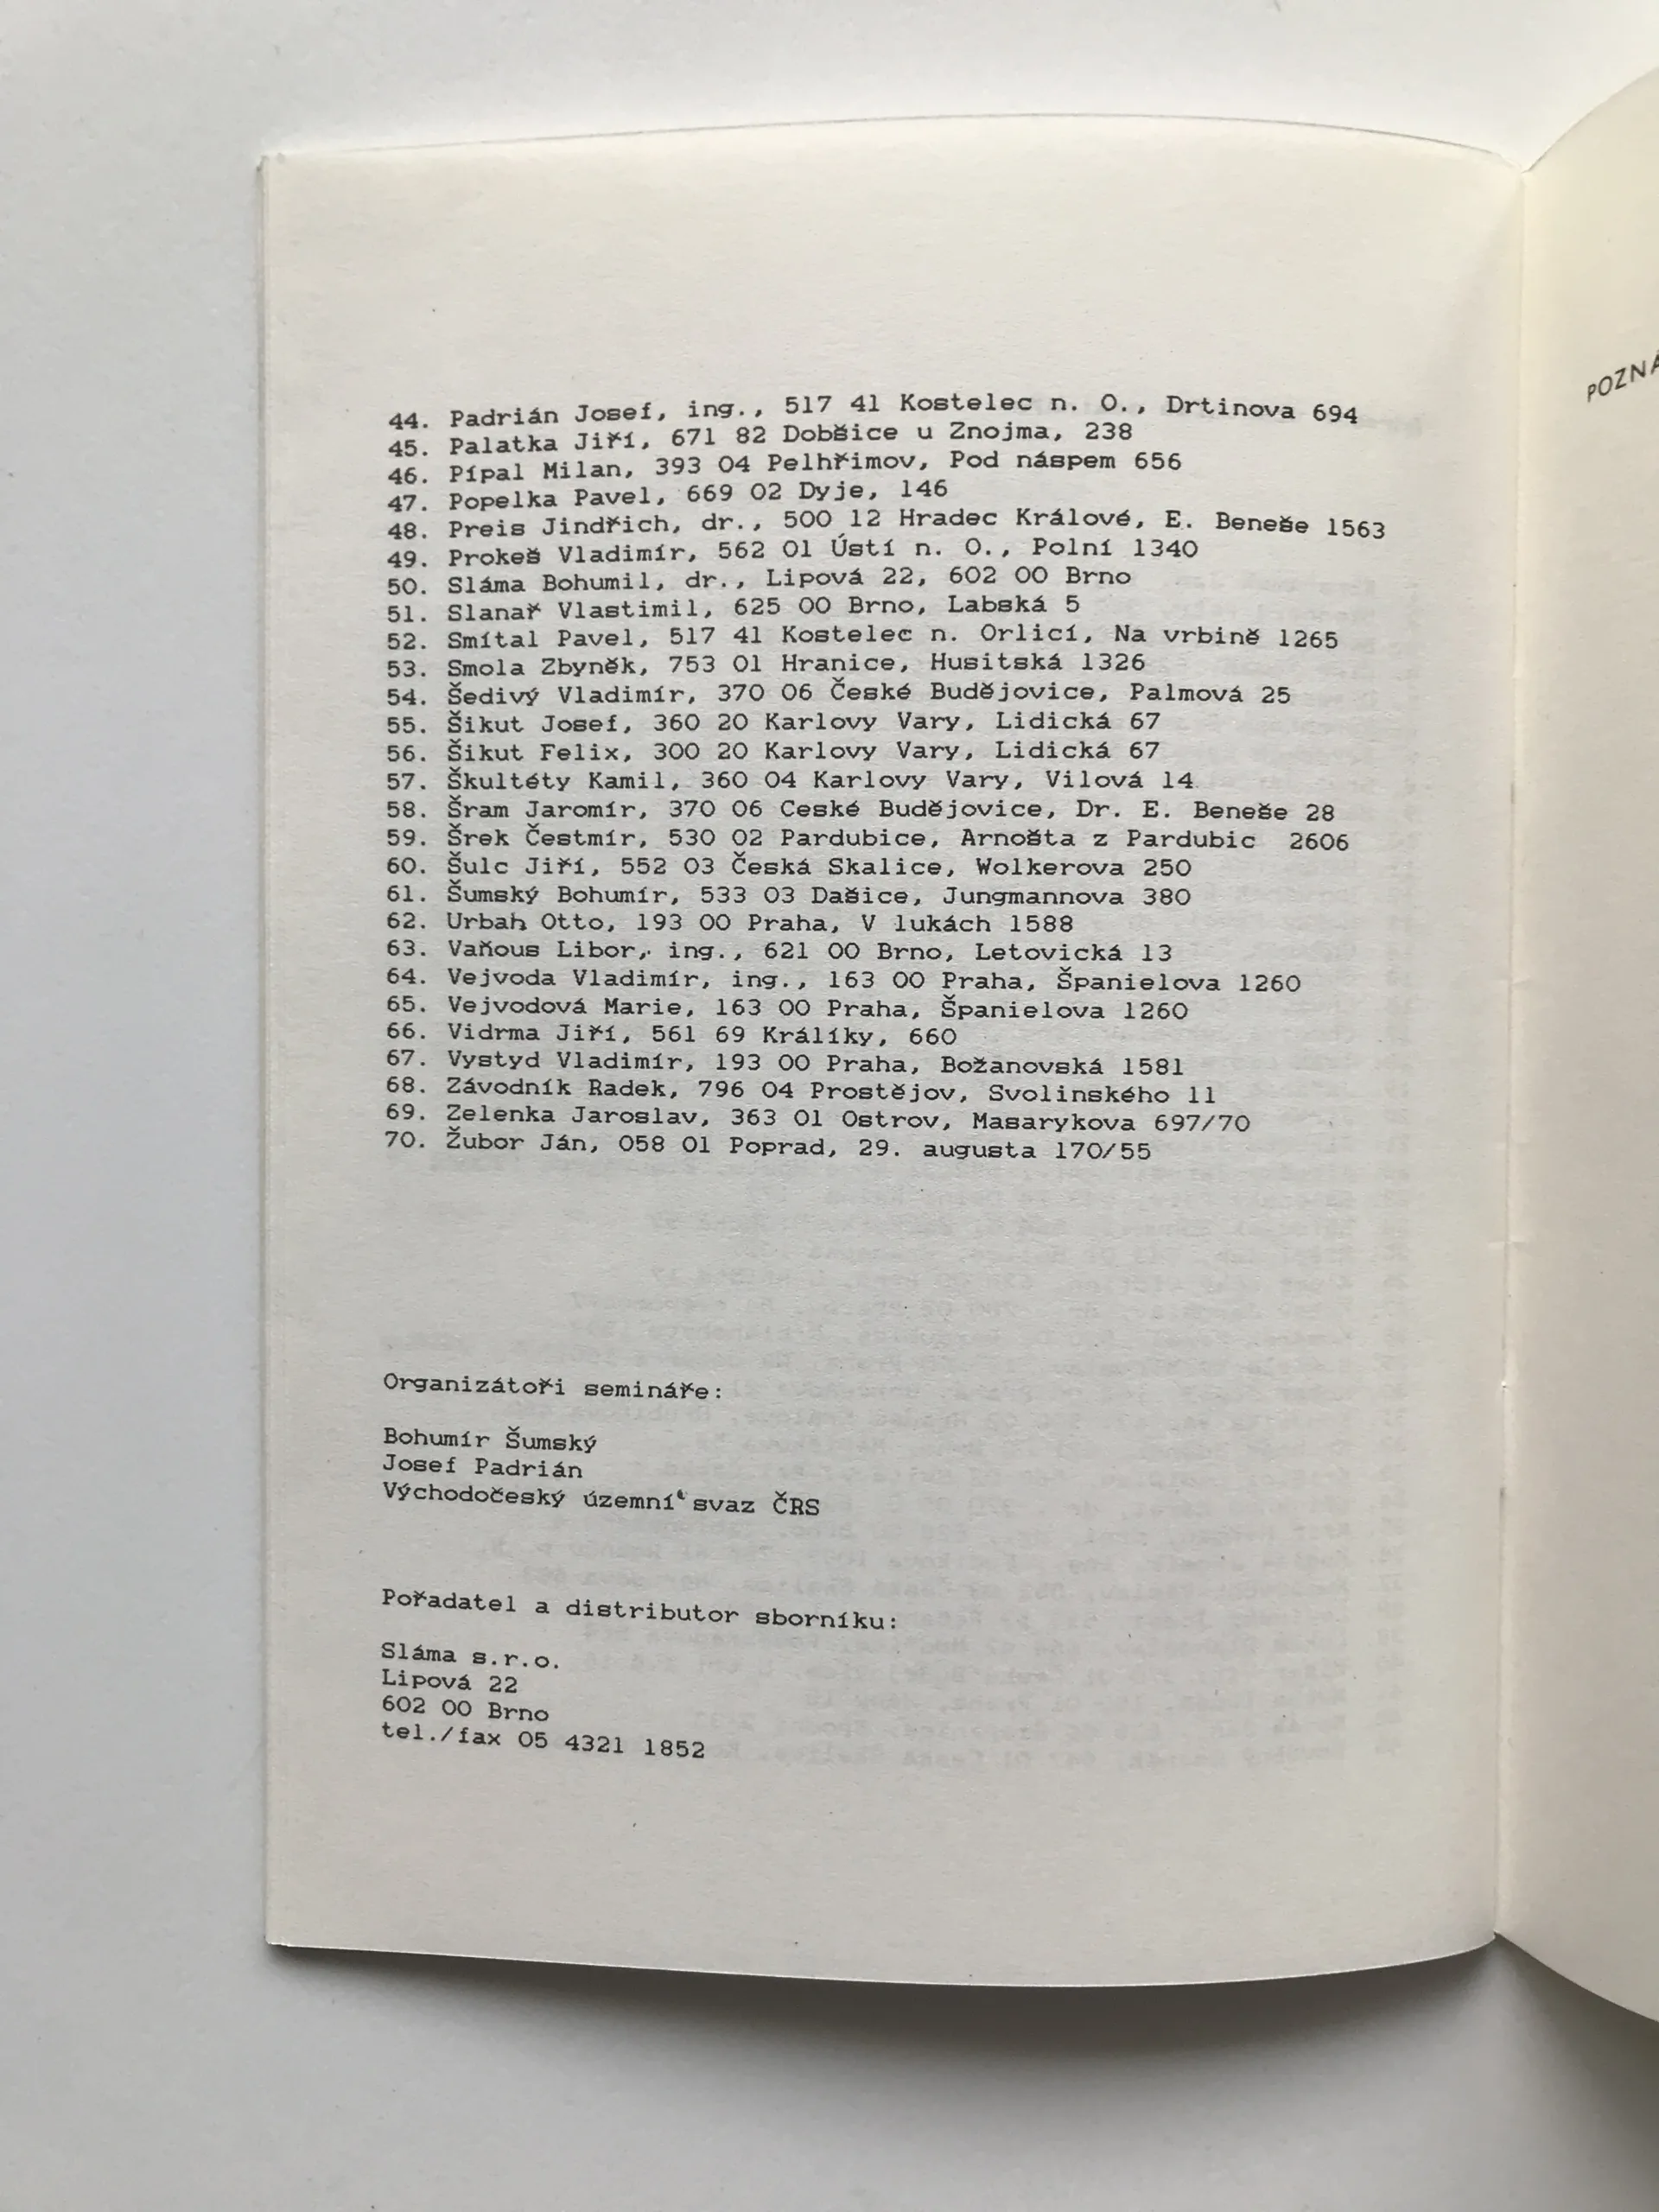 44. Padrián Josef, ing., 517 41 Kostelec n. O., Drtinova 694
45. Palatka Jiří, 671 82 Dobšice u Znojma, 238
46. Pípal Milan, 393 04 Pelhřimov, Pod náspem 656
47. Popelka Pavel, 669 02 Dyje, 146
48. Preis Jindřich, dr., 500 12 Hradec Králové, E. Beneše 1563
49. Prokeš Vladimír, 562 01 Ústí n. O., Polní 1340
50. Sláma Bohumil, dr., Lipová 22, 602 00 Brno
51. Slanař Vlastimil, 625 00 Brno, Labská 5
52. Smítal Pavel, 517 41 Kostelec n. Orlicí, Na vrbině 1265
53. Smola Zbyněk, 753 01 Hranice, Husitská 1326
54. Šedivý Vladimír, 370 06 České Budějovice, Palmová 25
55. Šikut Josef, 360 20 Karlovy Vary, Lidická 67
56. Šikut Felix, 300 20 Karlovy Vary, Lidická 67
57. Škultéty Kamil, 360 04 Karlovy Vary, Vilová 14
58. Šram Jaromír, 370 06 Ceské Budějovice, Dr. E. Beneše 28
59. Šrek Čestmír, 530 02 Pardubice, Arnošta z Pardubic 2606
60. Šulc Jiří, 552 03 Česká Skalice, Wolkerova 250
61. Šumský Bohumír, 533 03 Dašice, Jungmannova 380
62. Urban Otto, 193 00 Praha, V lukách 1588
63. Vaňous Libor, ing., 621 00 Brno, Letovická 13
64. Vejvoda Vladimír, ing., 163 00 Praha, Španielova 1260
65. Vejvodová Marie, 163 00 Praha, Španielova 1260
66. Vidrma Jiří, 561 69 Králíky, 660
67. Vystyd Vladimír, 193 00 Praha, Božanovská 1581
68. Závodník Radek, 796 04 Prostějov, Svolinského 11
69. Zelenka Jaroslav, 363 01 Ostrov, Masarykova 697/70
70. Žubor Ján, 058 01 Poprad, 29. augusta 170/55
Organizátoři semináře:
Bohumír Šumský
Josef Padrián
Východočeský územní svaz ČRS
Pořadatel a distributor sborníku:
Sláma s.r.o.
Lipová 22
602 00 Brno
tel./fax 05 4321 1852